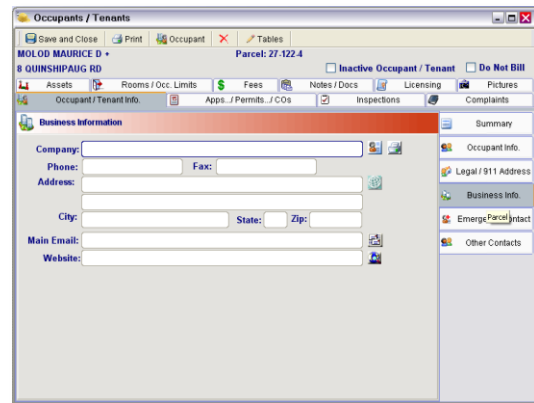 Occupants / Tenants
Save and Close Print Occupant Tables
MOLOD MAURICE D • Parcel: 27-122-4
8 QUINSHIPAUG RD Inactive Occupant / Tenant Do Not Bill
Assets Rooms / Occ. Limits Fees Notes / Docs Licensing Pictures
Occupant / Tenant Info. Apps../ Permits../ COs Inspections Complaints
Business Information
Summary
Company:
Occupant Info.
Phone: Fax:
Legal / 911 Address
Address:
Business Info.
City: State: Zip:
Emerge Parcel ntact
Main Email:
Other Contacts
Website: